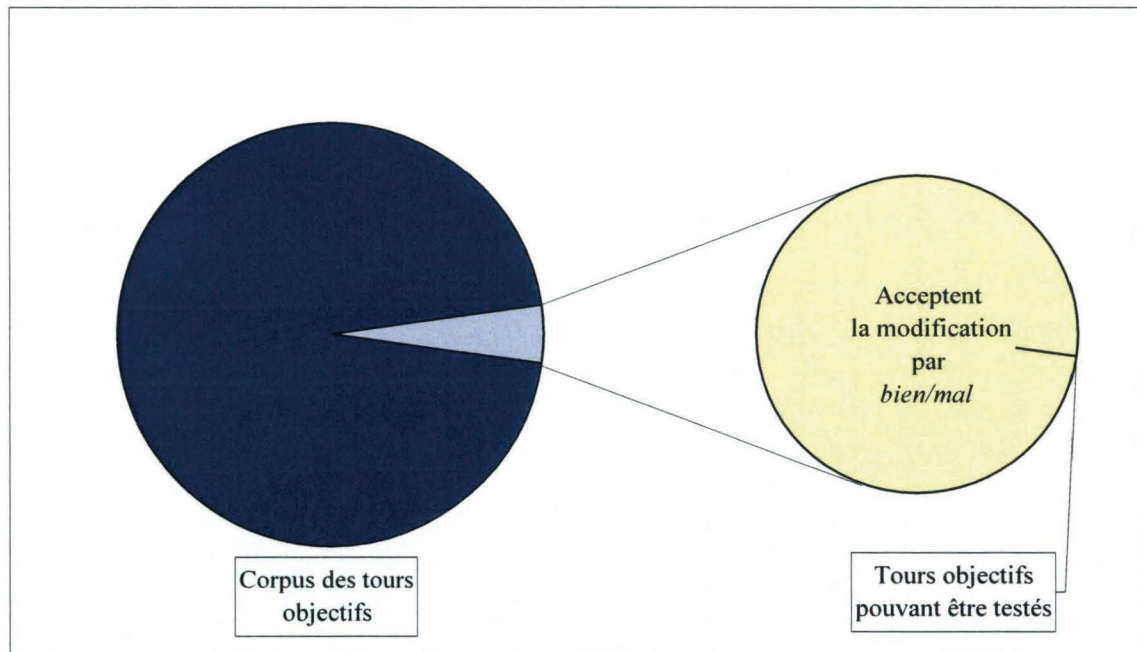 Acceptent
la modification
par
bien/mal
Corpus des tours
objectifs
Tours objectifs
pouvant être testés